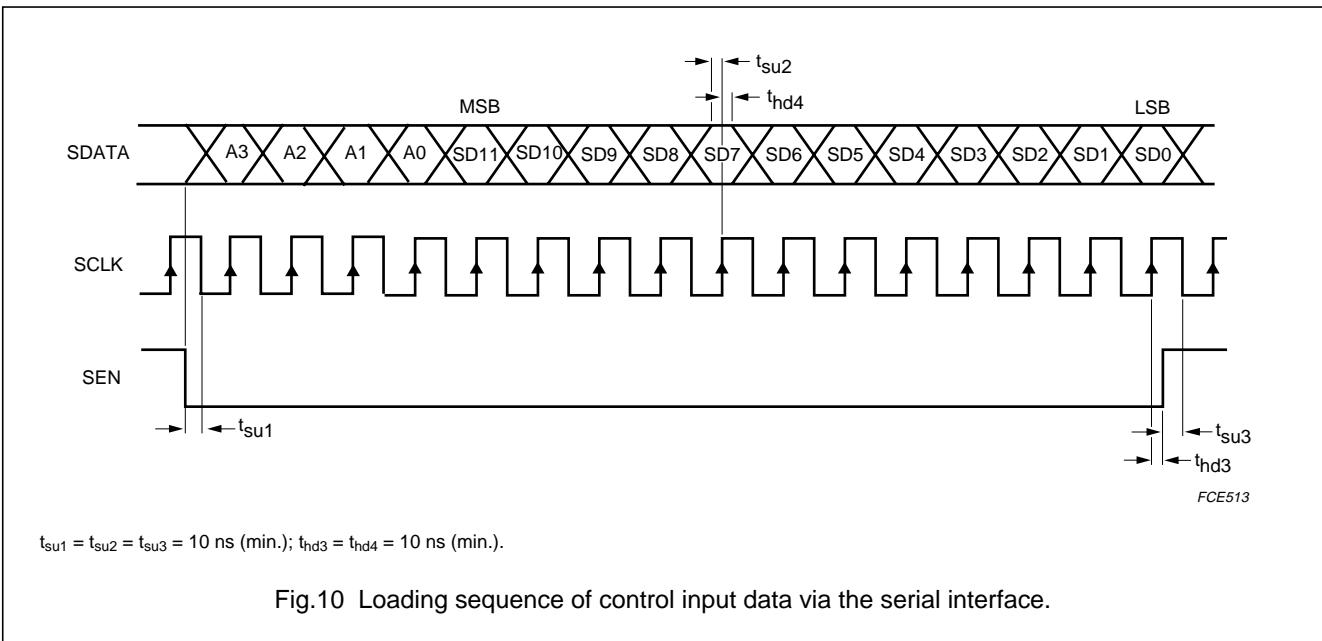 tsu2
thd4
MSB LSB
SDATA A3 A2 A1 A0 SD11 SD10 SD9 SD8 SD7 SD6 SD5 SD4 SD3 SD2 SD1 SD0
SCLK
SEN
tsu1 tsu3
thd3
FCE513
tsu1 = tsu2 = tsu3 = 10 ns (min.); thd3 = thd4 = 10 ns (min.).
Fig.10 Loading sequence of control input data via the serial interface.